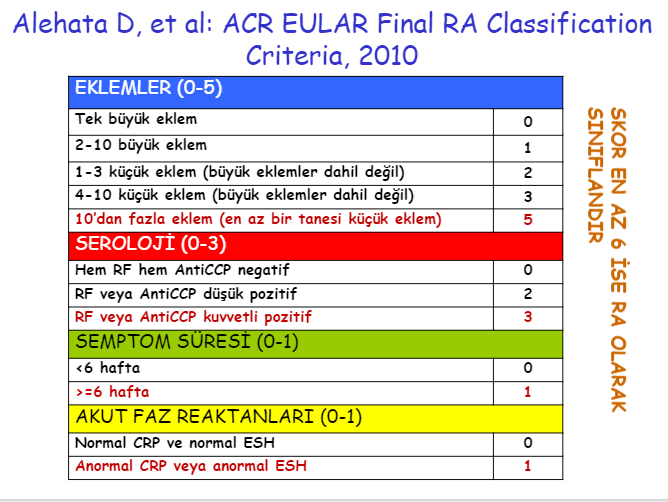 Alehata D, et al: ACR EULAR Final RA Classification
Criteria, 2010
EKLEMLER (0-5)
Tek büyük eklem 0
2-10 büyük eklem 1
1-3 küçük eklem (büyük eklemler dahil değil) 2
4-10 küçük eklem (büyük eklemler dahil değil) 3
10'dan fazla eklem (en az bir tanesi küçük eklem) 5
SEROLOJİ (0-3)
Hem RF hem AntiCCP negatif 0
RF veya AntiCCP düşük pozitif 2
RF veya AntiCCP kuvvetli pozitif 3
SEMPTOM SÜRESİ (0-1)
<6 hafta 0
>=6 hafta 1
AKUT FAZ REAKTANLARI (0-1)
Normal CRP ve normal ESH 0
Anormal CRP veya anormal ESH 1
SKOR EN AZ 6 İSE RA OLARAK
SINIFLANDIR